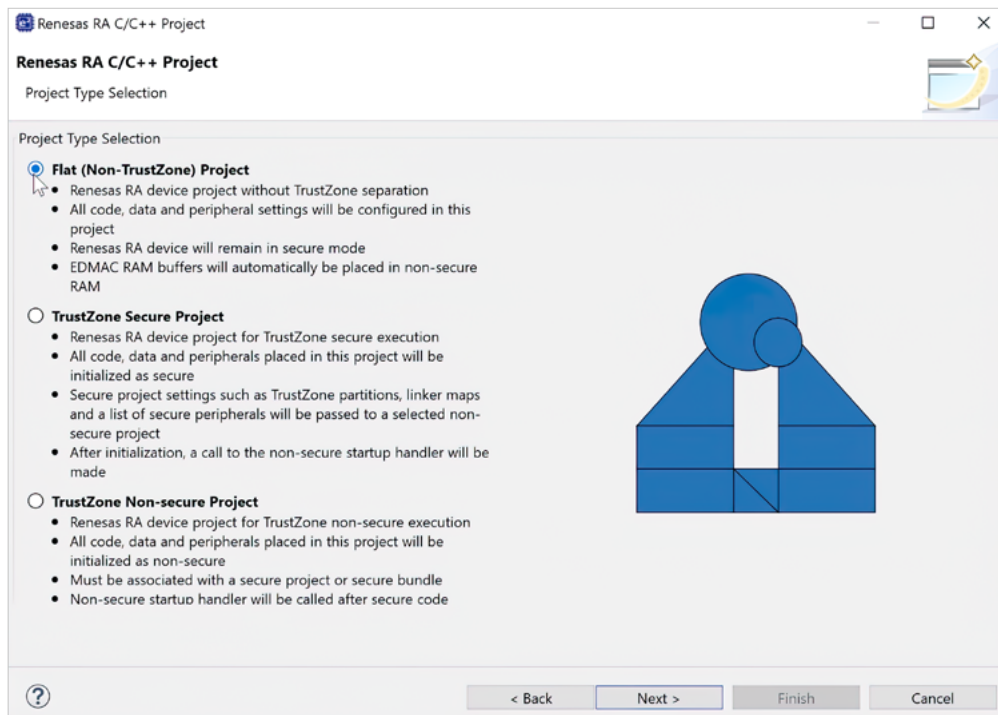 Renesas RA C/C++ Project
Renesas RA C/C++ Project
Project Type Selection
Project Type Selection
Flat (Non-TrustZone) Project
• Renesas RA device project without TrustZone separation
• All code, data and peripheral settings will be configured in this
project
• Renesas RA device will remain in secure mode
• EDMAC RAM buffers will automatically be placed in non-secure
RAM
TrustZone Secure Project
• Renesas RA device project for TrustZone secure execution
• All code, data and peripherals placed in this project will be
initialized as secure
• Secure project settings such as TrustZone partitions, linker maps
and a list of secure peripherals will be passed to a selected non-
secure project
• After initialization, a call to the non-secure startup handler will be
made
TrustZone Non-secure Project
• Renesas RA device project for TrustZone non-secure execution
• All code, data and peripherals placed in this project will be
initialized as non-secure
• Must be associated with a secure project or secure bundle
• Non-secure startup handler will be called after secure code
? < Back Next > Finish Cancel